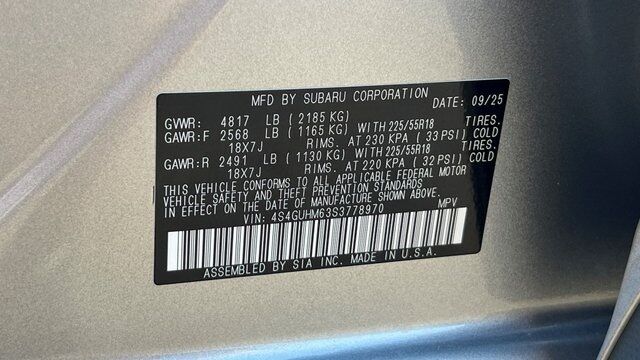 MFD BY SUBARU CORPORATION DATE: 09/25
GVWR: 4817 LB ( 2185 KG)
GAWR:F 2568 LB ( 1165 KG) WITH 225/55R18 TIRES.
18X7J RIMS. AT 230 KPA ( 33 PSI) COLD
GAWR:R 2491 LB ( 1130 KG) WITH 225/55R18 TIRES.
18X7J RIMS. AT 220 KPA ( 32 PSI) COLD
THIS VEHICLE CONFORMS TO ALL APPLICABLE FEDERAL MOTOR
VEHICLE SAFETY AND THEFT PREVENTION STANDARDS
IN EFFECT ON THE DATE OF MANUFACTURE SHOWN ABOVE.
VIN: 4S4GUHM63S3778970 MPV
ASSEMBLED BY SIA INC. MADE IN U.S.A.